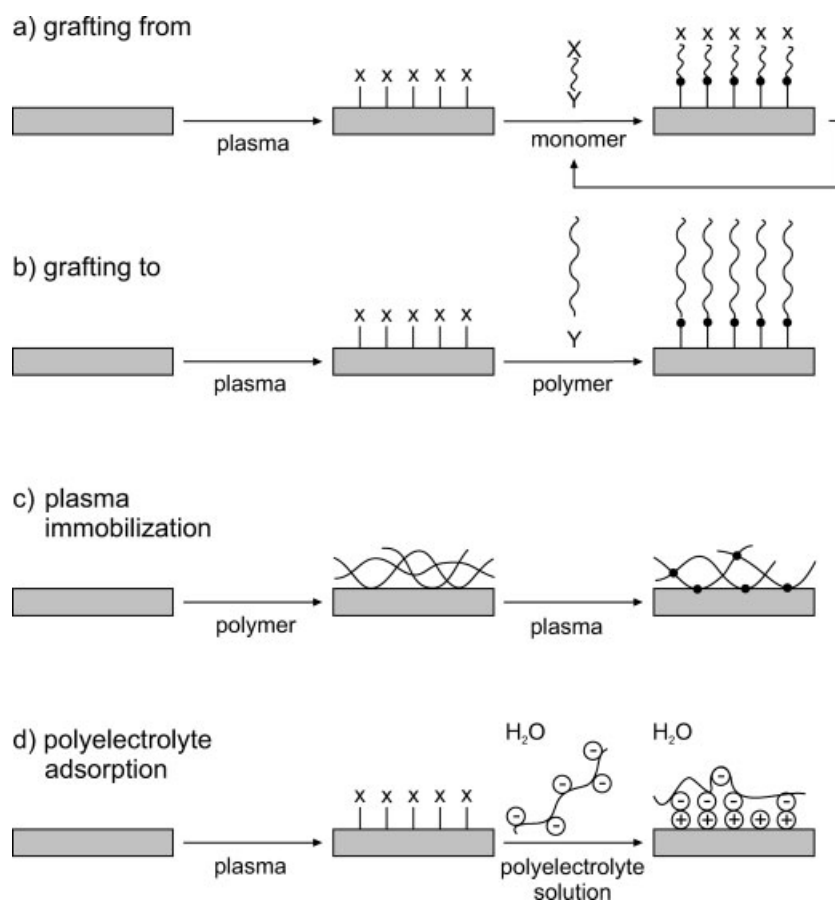 a) grafting from
X X X X X
X
Y
X X X X X
plasma
monomer
b) grafting to
X X X X X
Y
plasma
polymer
c) plasma
immobilization
polymer
plasma
d) polyelectrolyte
adsorption
H₂O
H₂O
X X X X X
- - - - -
- - - -
+ + + + +
plasma
polyelectrolyte
solution